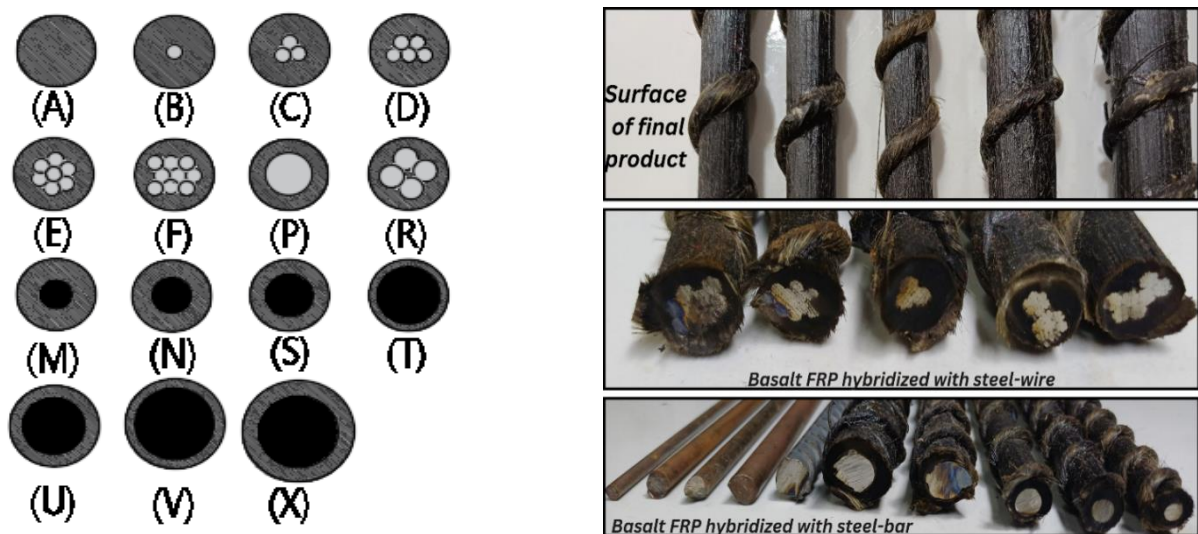 (A) (B) (C) (D)
(E) (F) (P) (R)
(M) (N) (S) (T)
(U) (V) (X)
Surface
of final
product
Basalt FRP hybridized with steel-wire
Basalt FRP hybridized with steel-bar